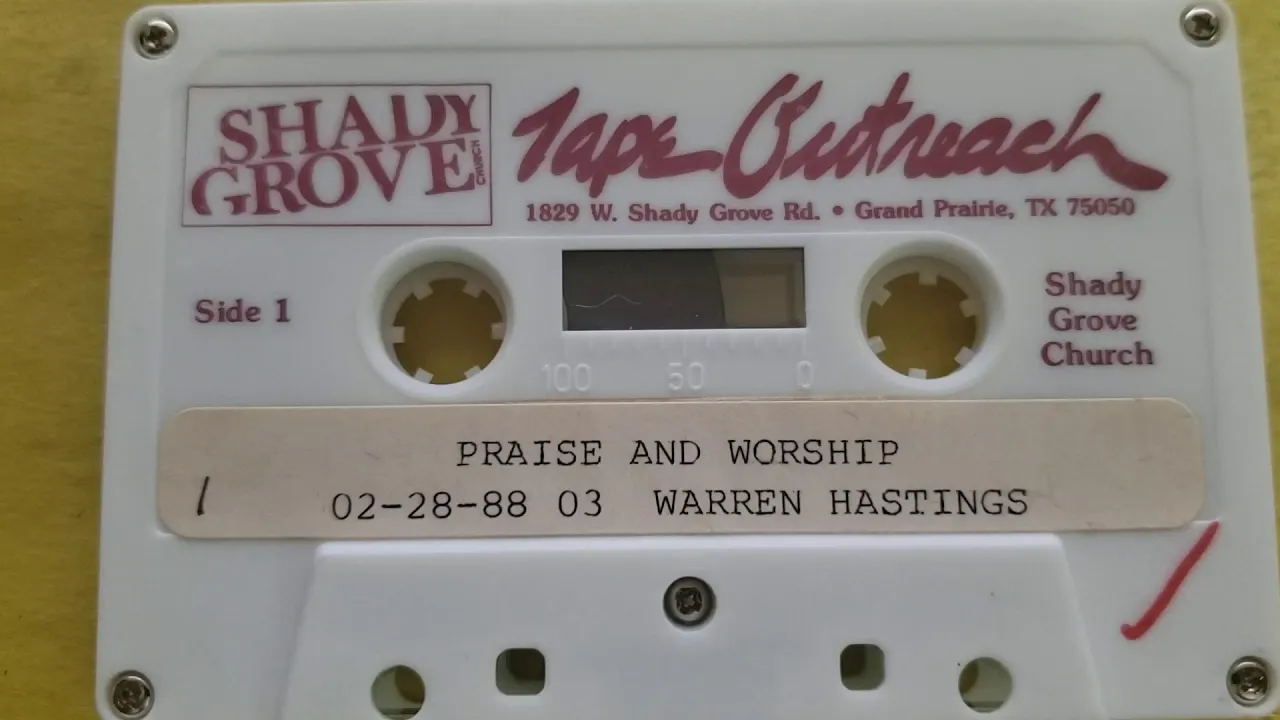 SHADY
GROVE
CHURCH
Tape Outreach
1829 W. Shady Grove Rd. • Grand Prairie, TX 75050
Side 1
Shady
Grove
Church
100 50 0
PRAISE AND WORSHIP
1 02-28-88 03 WARREN HASTINGS